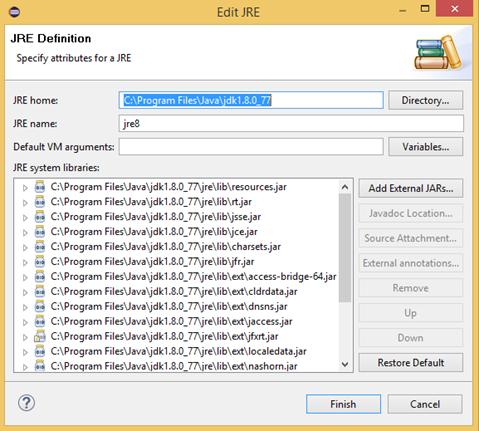 Edit JRE
JRE Definition
Specify attributes for a JRE
JRE home:
C:\Program Files\Java\jdk1.8.0_77
Directory...
JRE name:
jre8
Default VM arguments:
Variables...
JRE system libraries:
C:\Program Files\Java\jdk1.8.0_77\jre\lib\resources.jar
C:\Program Files\Java\jdk1.8.0_77\jre\lib\rt.jar
C:\Program Files\Java\jdk1.8.0_77\jre\lib\jsse.jar
C:\Program Files\Java\jdk1.8.0_77\jre\lib\jce.jar
C:\Program Files\Java\jdk1.8.0_77\jre\lib\charsets.jar
C:\Program Files\Java\jdk1.8.0_77\jre\lib\jfr.jar
C:\Program Files\Java\jdk1.8.0_77\jre\lib\ext\access-bridge-64.jar
C:\Program Files\Java\jdk1.8.0_77\jre\lib\ext\cldrdata.jar
C:\Program Files\Java\jdk1.8.0_77\jre\lib\ext\dnsns.jar
C:\Program Files\Java\jdk1.8.0_77\jre\lib\ext\jaccess.jar
C:\Program Files\Java\jdk1.8.0_77\jre\lib\ext\jfxrt.jar
C:\Program Files\Java\jdk1.8.0_77\jre\lib\ext\localedata.jar
C:\Program Files\Java\jdk1.8.0_77\jre\lib\ext\nashorn.jar
Add External JARs...
Javadoc Location...
Source Attachment...
External annotations...
Remove
Up
Down
Restore Default
?
Finish
Cancel